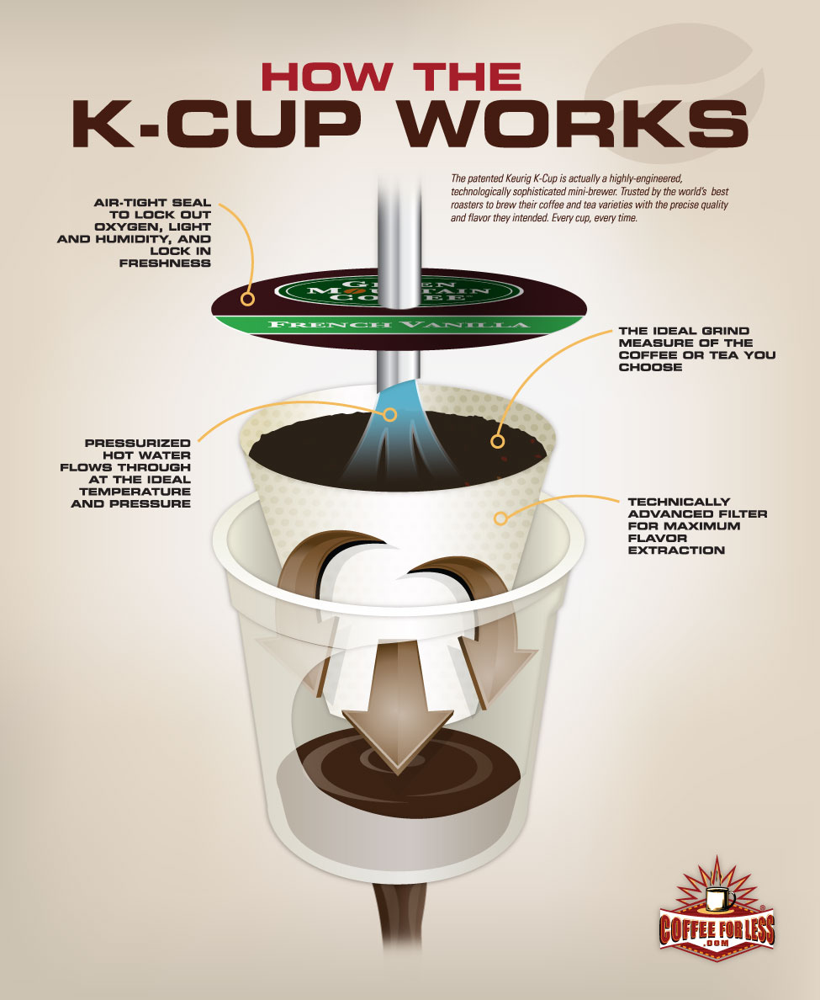 HOW THE
K-CUP WORKS
The patented Keurig K-Cup is actually a highly-engineered,
technologically sophisticated mini-brewer. Trusted by the world's best
roasters to brew their coffee and tea varieties with the precise quality
and flavor they intended. Every cup, every time.
AIR-TIGHT SEAL
TO LOCK OUT
OXYGEN, LIGHT
AND HUMIDITY, AND
LOCK IN
FRESHNESS
GREEN
MOUNTAIN
COFFEE®
FRENCH VANILLA
THE IDEAL GRIND
MEASURE OF THE
COFFEE OR TEA YOU
CHOOSE
PRESSURIZED
HOT WATER
FLOWS THROUGH
AT THE IDEAL
TEMPERATURE
AND PRESSURE
TECHNICALLY
ADVANCED FILTER
FOR MAXIMUM
FLAVOR
EXTRACTION
COFFEE FOR LESS®
.COM